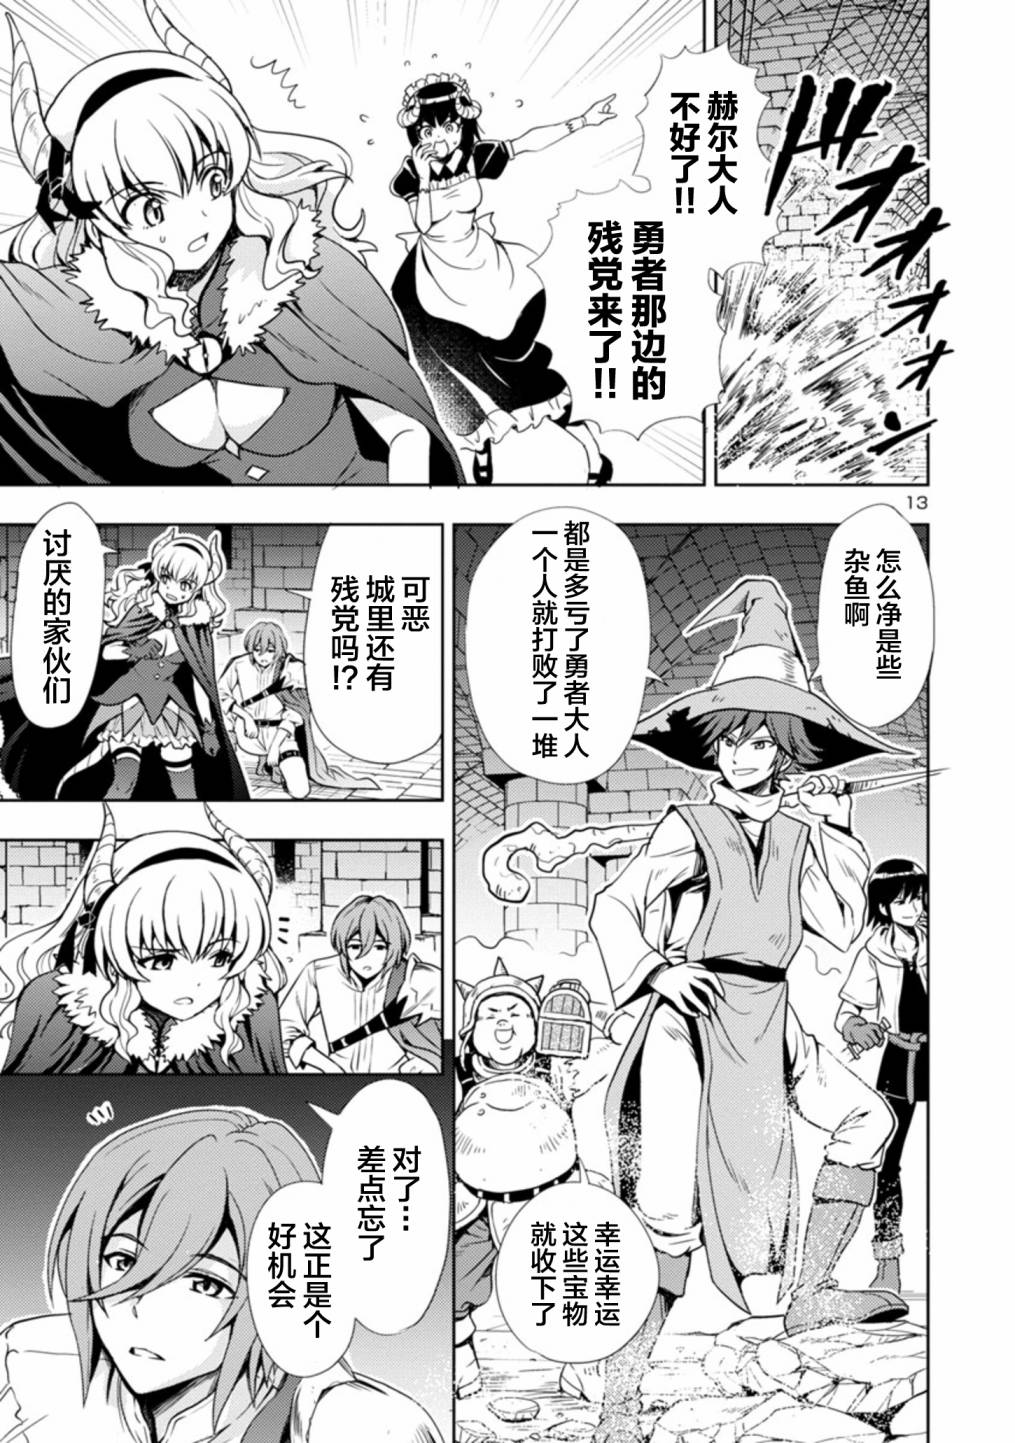 ドォォォ…
赫尔大人
不好了!!
勇者那边的
残党来了!!
13
怎么净是些
杂鱼啊
都是多亏了勇者大人
一个人就打败了一堆
幸运幸运
这些宝物
就收下了
可恶
城里还有
残党吗!?
讨厌的家伙们
对了…
差点忘了
这正是个
好机会